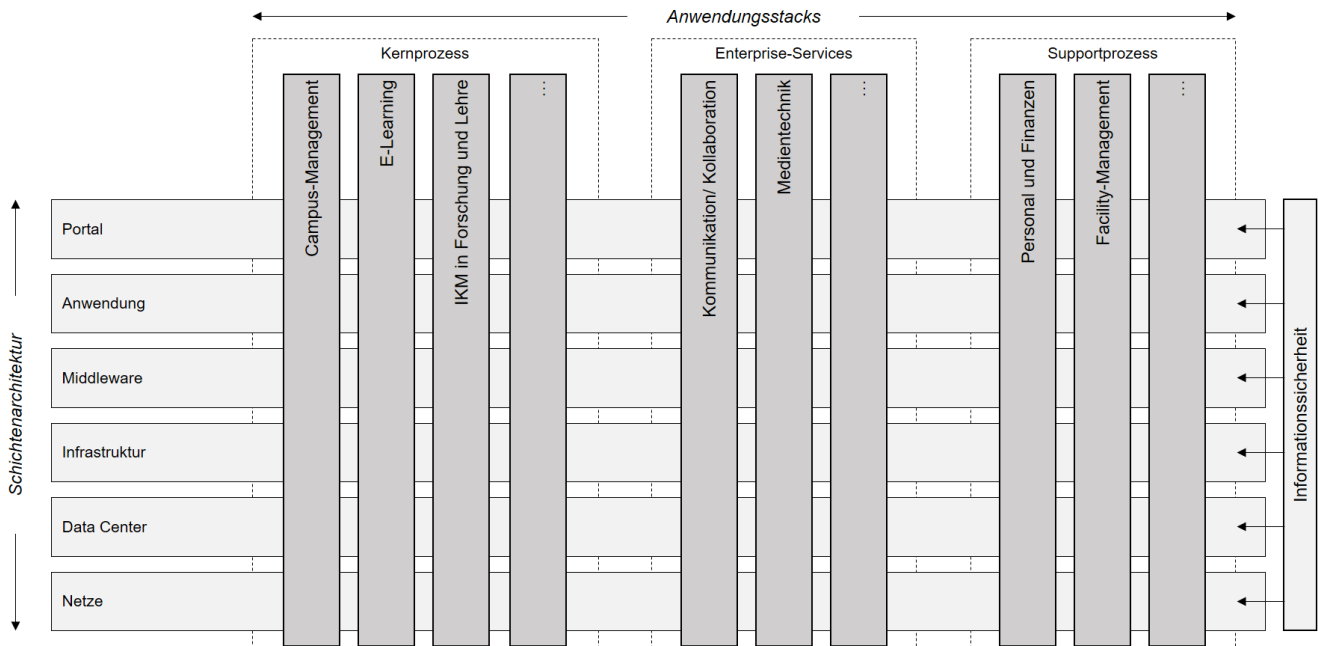 Anwendungsstacks
Kernprozess
Enterprise-Services
Supportprozess
Campus-Management
E-Learning
IKM in Forschung und Lehre
...
Kommunikation/ Kollaboration
Medientechnik
...
Personal und Finanzen
Facility-Management
...
Schichtenarchitektur
Portal
Anwendung
Middleware
Infrastruktur
Data Center
Netze
Informationssicherheit